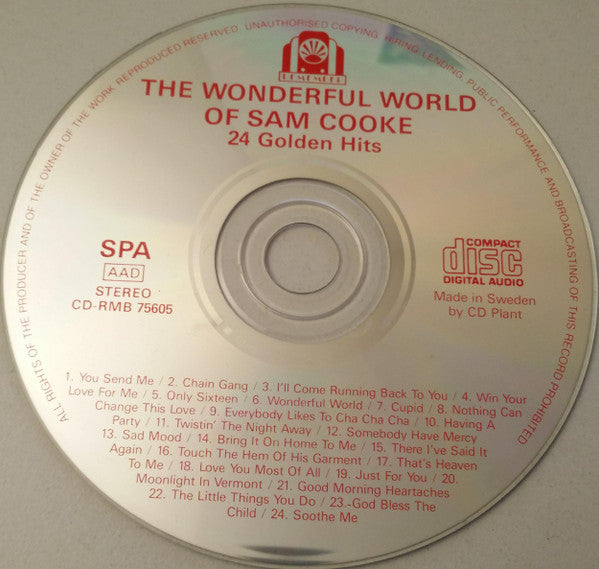 ALL RIGHTS OF THE PRODUCER AND OF THE OWNER OF THE WORK REPRODUCED RESERVED. UNAUTHORISED COPYING, HIRING, LENDING, PUBLIC PERFORMANCE AND BROADCASTING OF THIS RECORD PROHIBITED
REMEMBER
THE WONDERFUL WORLD
OF SAM COOKE
24 Golden Hits
SPA
AAD
STEREO
CD-RMB 75605
COMPACT
disc
DIGITAL AUDIO
Made in Sweden
by CD Plant
1. You Send Me / 2. Chain Gang / 3. I'll Come Running Back To You / 4. Win Your
Love For Me / 5. Only Sixteen / 6. Wonderful World / 7. Cupid / 8. Nothing Can
Change This Love / 9. Everybody Likes To Cha Cha Cha / 10. Having A
Party / 11. Twistin' The Night Away / 12. Somebody Have Mercy
13. Sad Mood / 14. Bring It On Home To Me / 15. There I've Said It
Again / 16. Touch The Hem Of His Garment / 17. That's Heaven
To Me / 18. Love You Most Of All / 19. Just For You / 20.
Moonlight In Vermont / 21. Good Morning Heartaches
22. The Little Things You Do / 23. God Bless The
Child / 24. Soothe Me